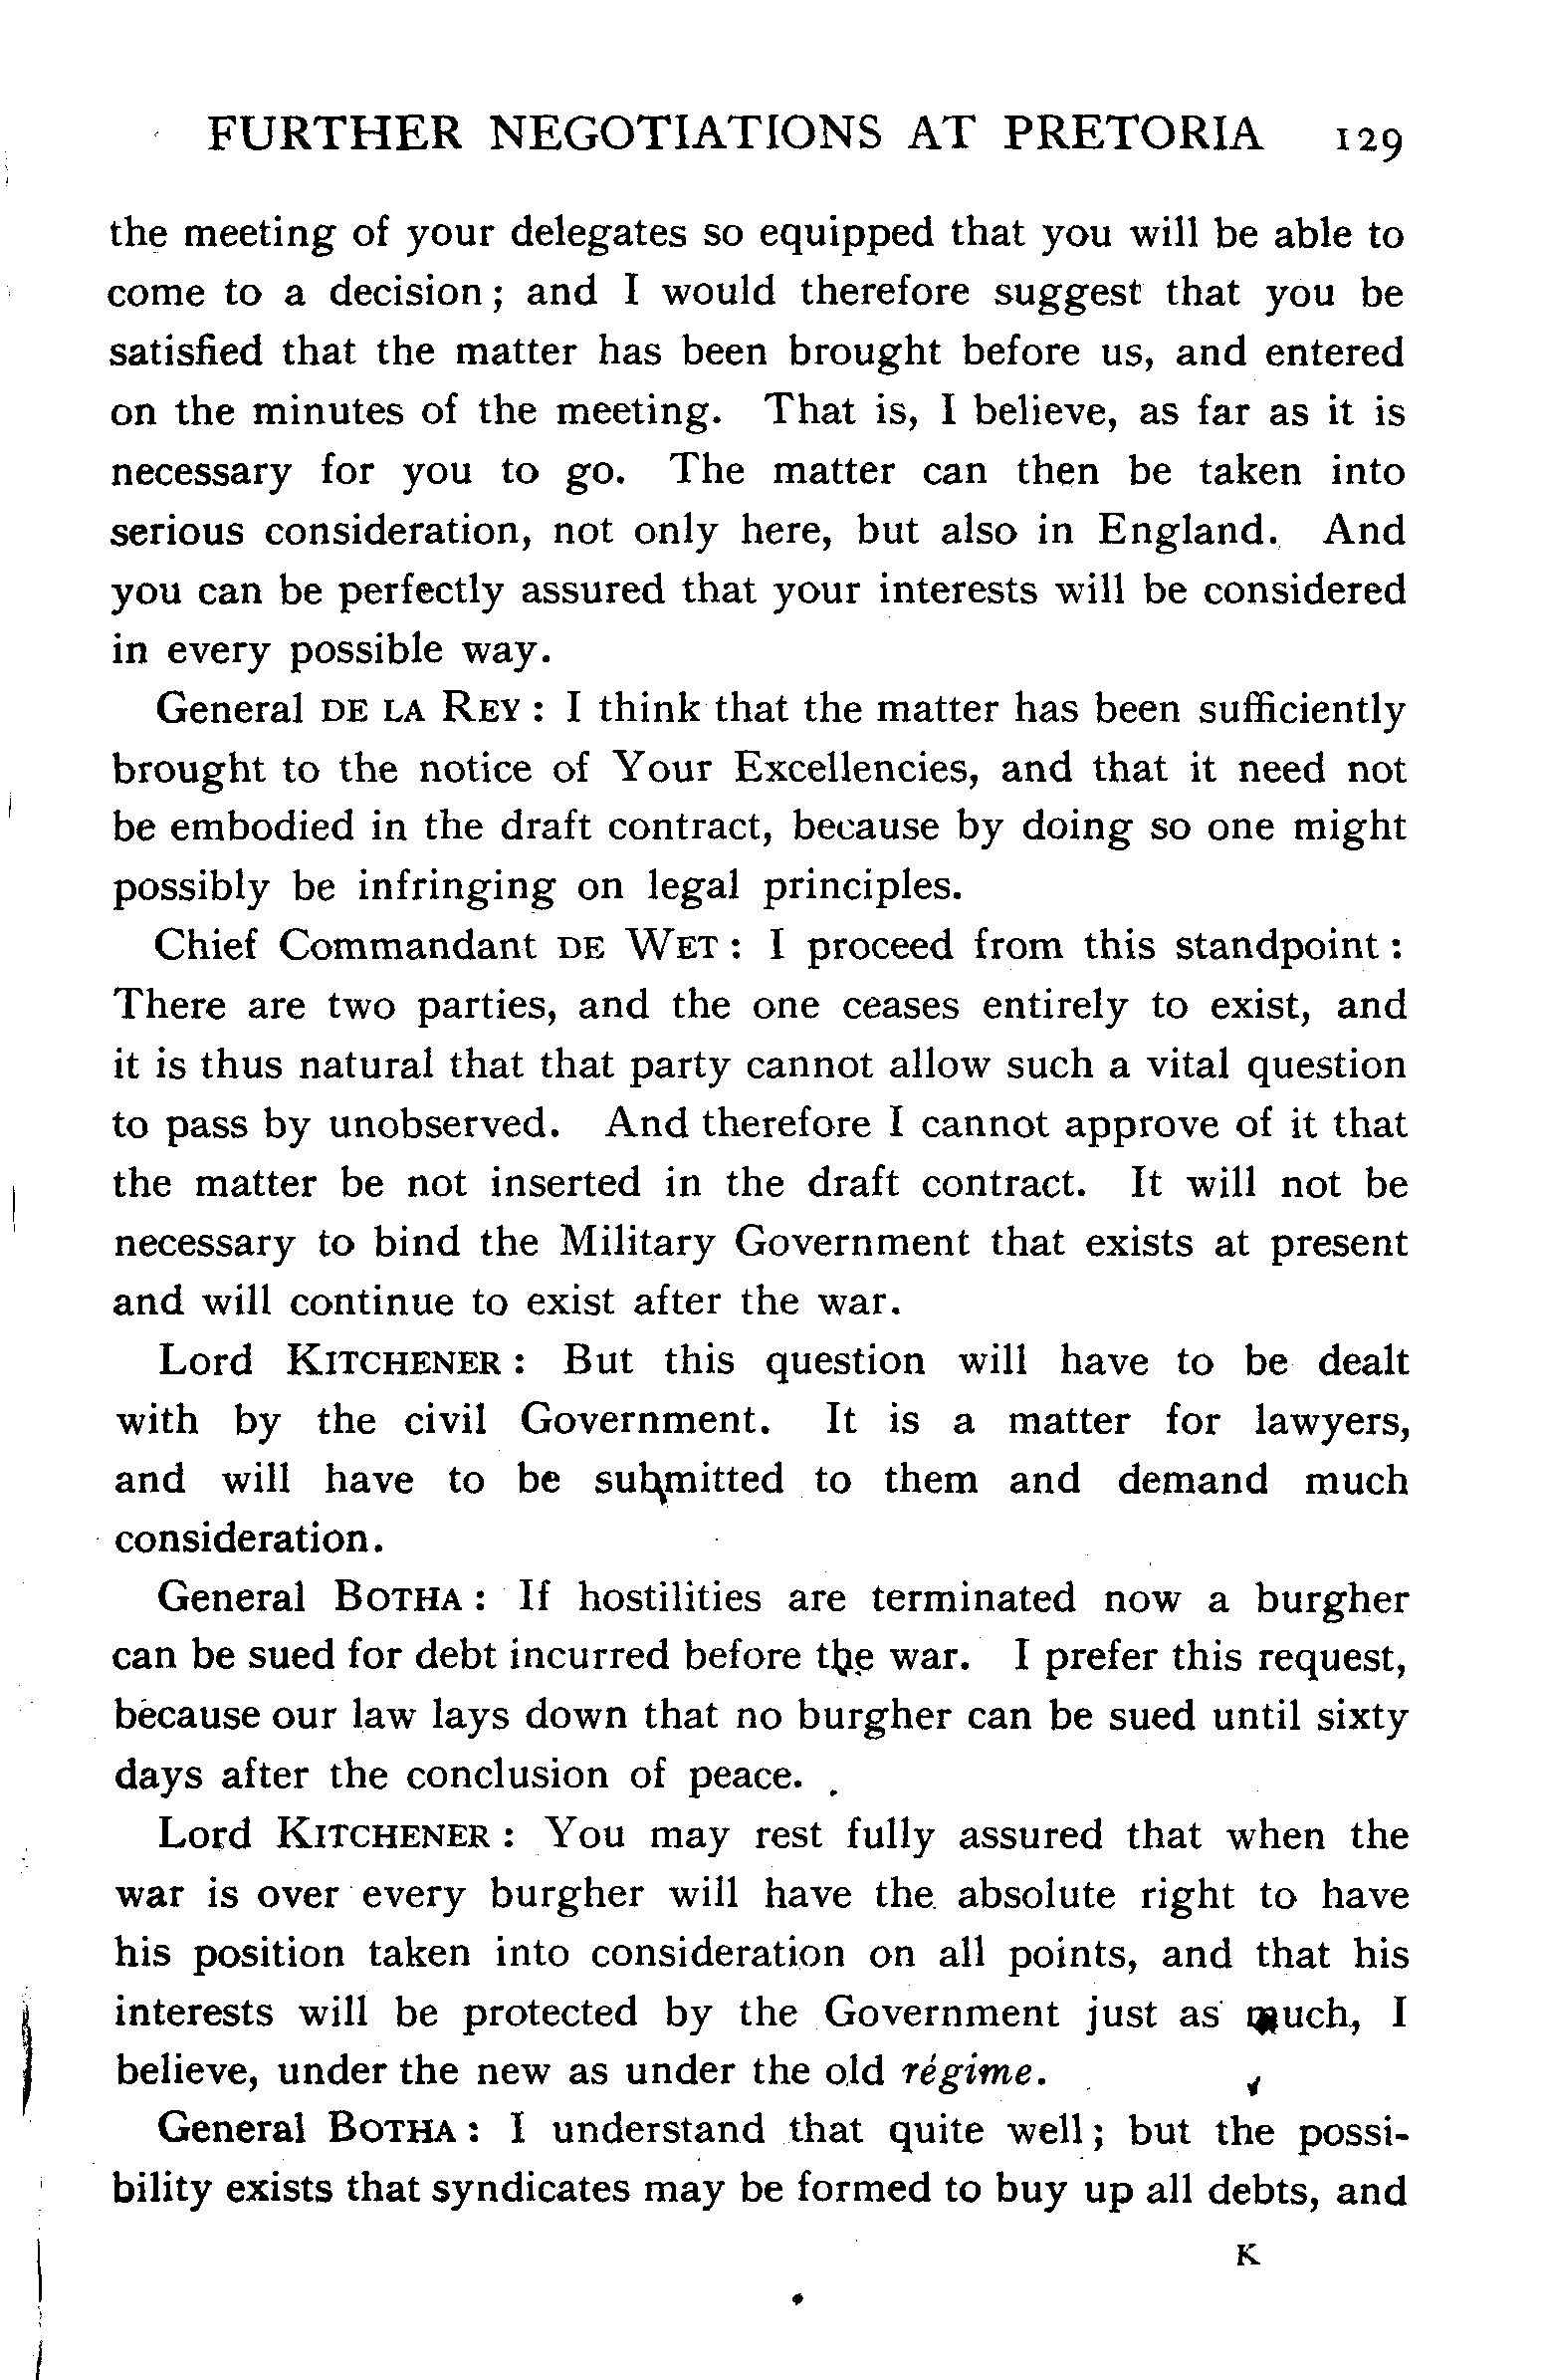 FURTHER NEGOTIATIONS AT PRETORIA 129
the meeting of your delegates so equipped that you will be able to
come to a decision; and I would therefore suggest that you be
satisfied that the matter has been brought before us, and entered
on the minutes of the meeting. That is, I believe, as far as it is
necessary for you to go. The matter can then be taken into
serious consideration, not only here, but also in England. And
you can be perfectly assured that your interests will be considered
in every possible way.
General DE LA REY: I think that the matter has been sufficiently
brought to the notice of Your Excellencies, and that it need not
be embodied in the draft contract, because by doing so one might
possibly be infringing on legal principles.
Chief Commandant DE WET: I proceed from this standpoint:
There are two parties, and the one ceases entirely to exist, and
it is thus natural that that party cannot allow such a vital question
to pass by unobserved. And therefore I cannot approve of it that
the matter be not inserted in the draft contract. It will not be
necessary to bind the Military Government that exists at present
and will continue to exist after the war.
Lord KITCHENER: But this question will have to be dealt
with by the civil Government. It is a matter for lawyers,
and will have to be submitted to them and demand much
consideration.
General BOTHA: If hostilities are terminated now a burgher
can be sued for debt incurred before the war. I prefer this request,
because our law lays down that no burgher can be sued until sixty
days after the conclusion of peace.
Lord KITCHENER: You may rest fully assured that when the
war is over every burgher will have the absolute right to have
his position taken into consideration on all points, and that his
interests will be protected by the Government just as much, I
believe, under the new as under the old régime.
General BOTHA: I understand that quite well; but the possi-
bility exists that syndicates may be formed to buy up all debts, and
K